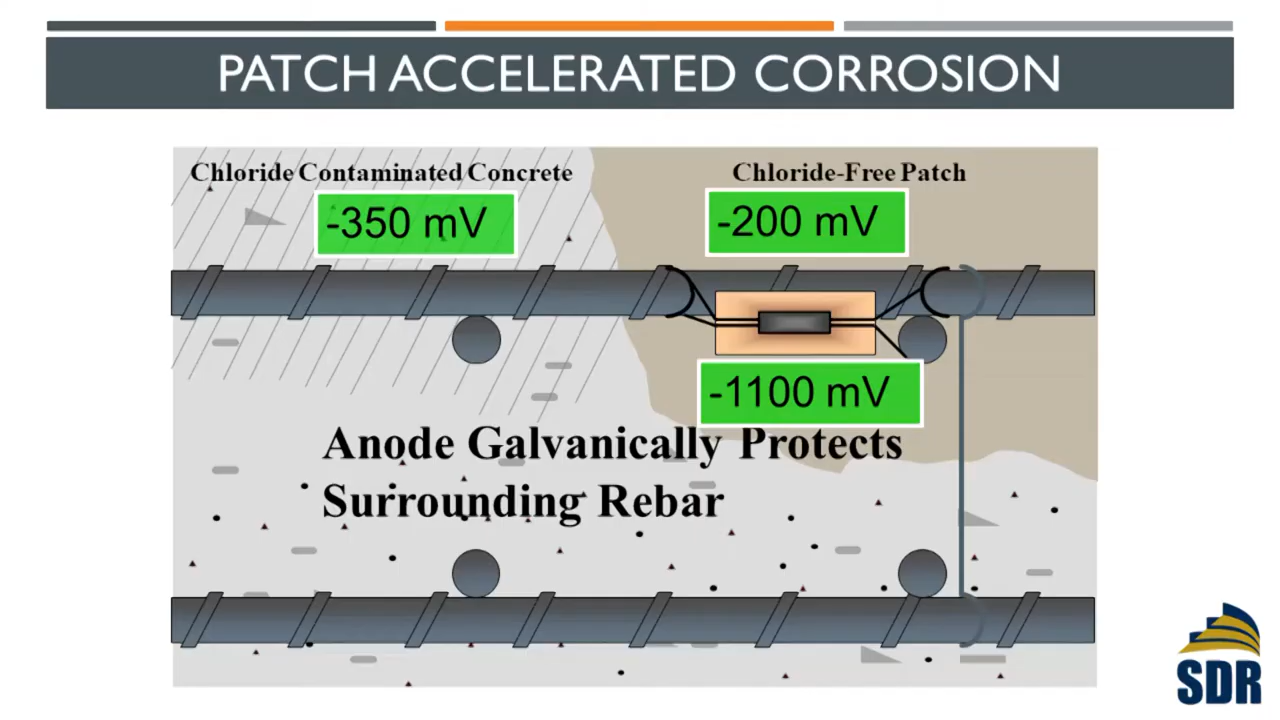 PATCH ACCELERATED CORROSION
Chloride Contaminated Concrete
Chloride-Free Patch
-350 mV
-200 mV
-1100 mV
Anode Galvanically Protects
Surrounding Rebar
SDR